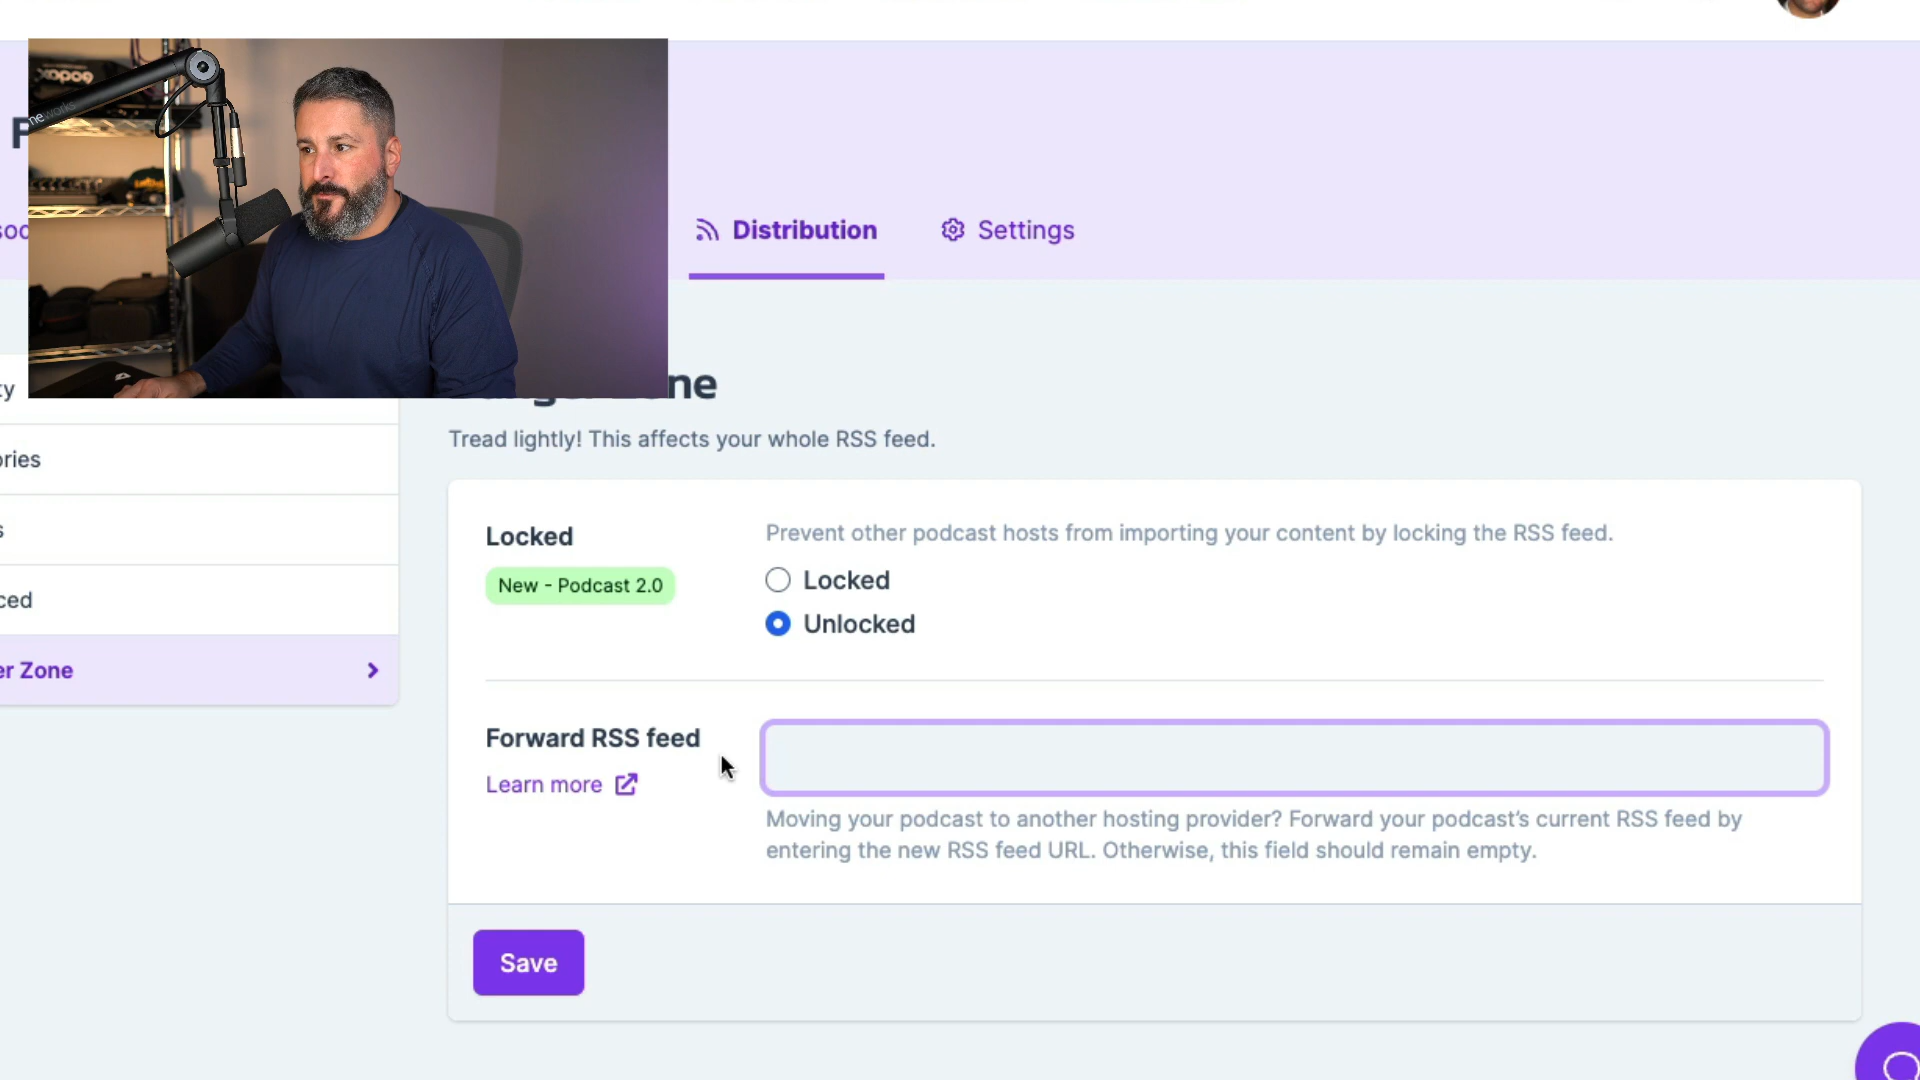 Distribution
Settings
ne
Tread lightly! This affects your whole RSS feed.
ty
ories
s
ced
er Zone
Locked
New - Podcast 2.0
Prevent other podcast hosts from importing your content by locking the RSS feed.
Locked
Unlocked
Forward RSS feed
Learn more
Moving your podcast to another hosting provider? Forward your podcast's current RSS feed by
entering the new RSS feed URL. Otherwise, this field should remain empty.
Save